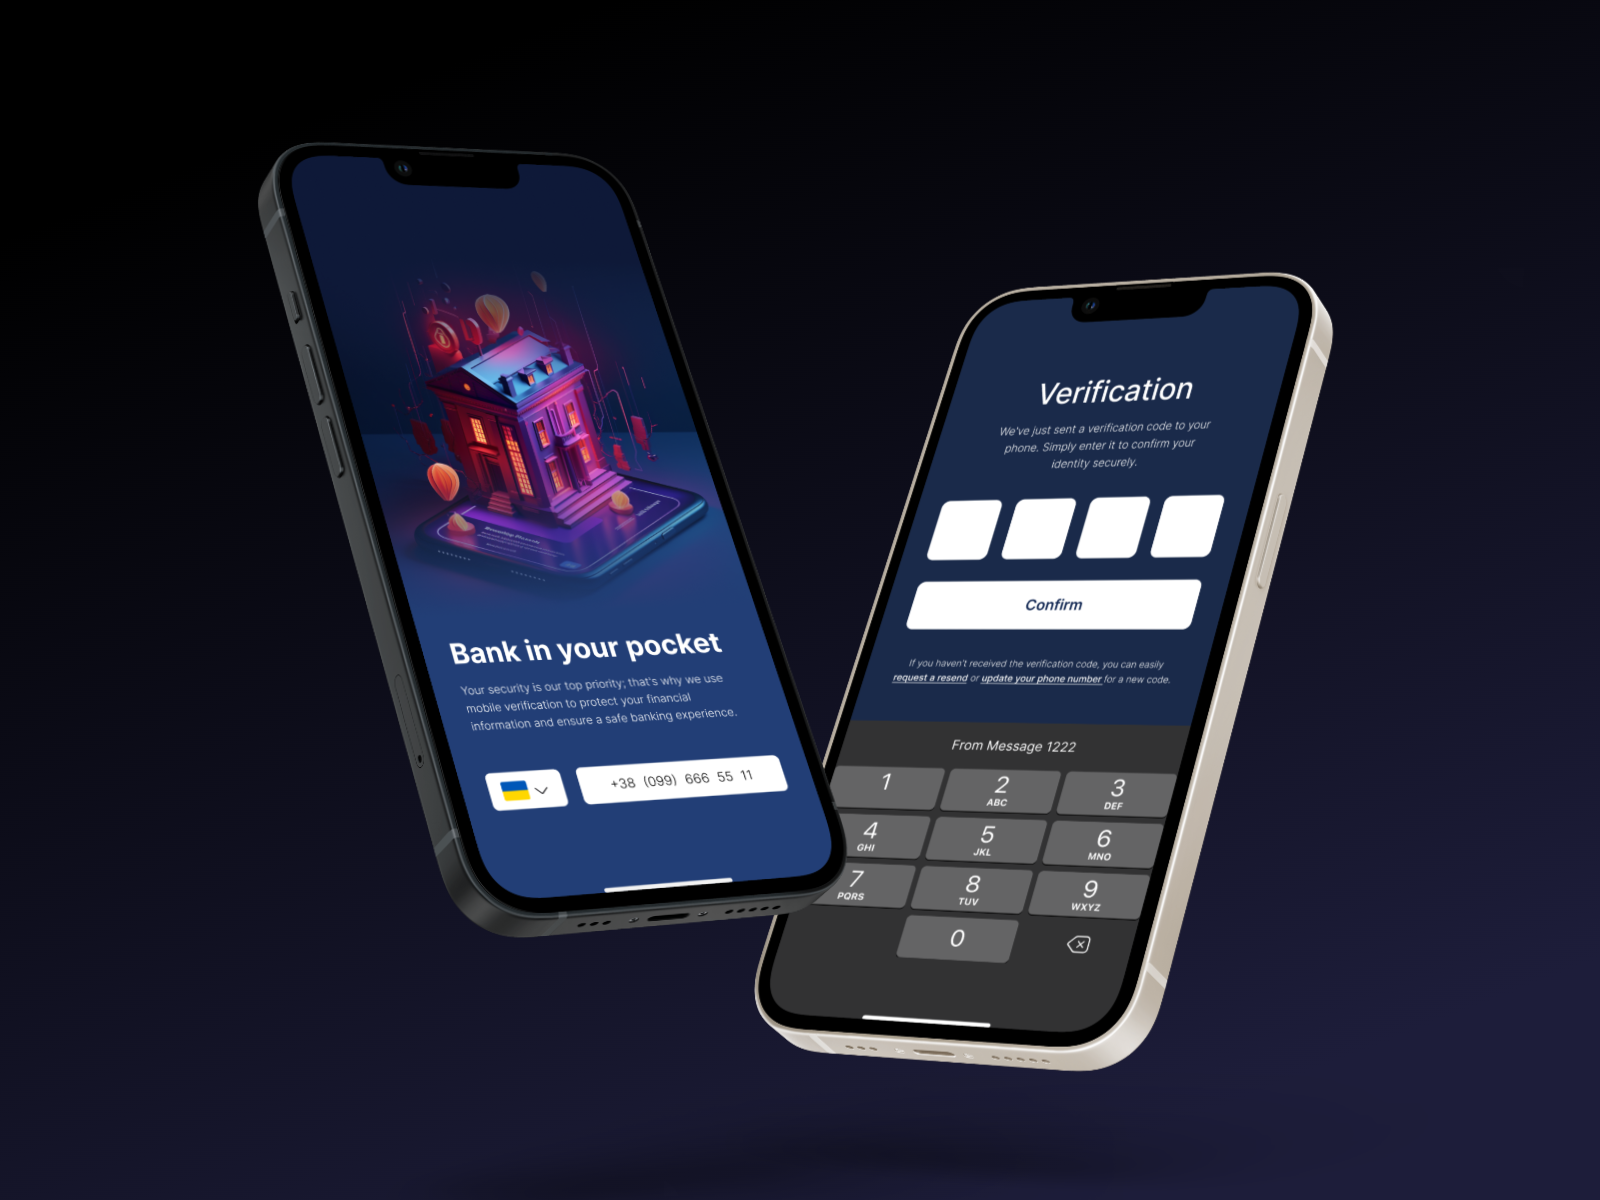 Bank in your pocket
Your security is our top priority; that's why we use
mobile verification to protect your financial
information and ensure a safe banking experience.
+38 (099) 666 55 11
Verification
We've just sent a verification code to your
phone. Simply enter it to confirm your
identity securely.
Confirm
If you haven't received the verification code, you can easily
request a resend or update your phone number for a new code.
From Message 1222
1 2 3
ABC DEF
4 5 6
GHI JKL MNO
7 8 9
PQRS TUV WXYZ
0